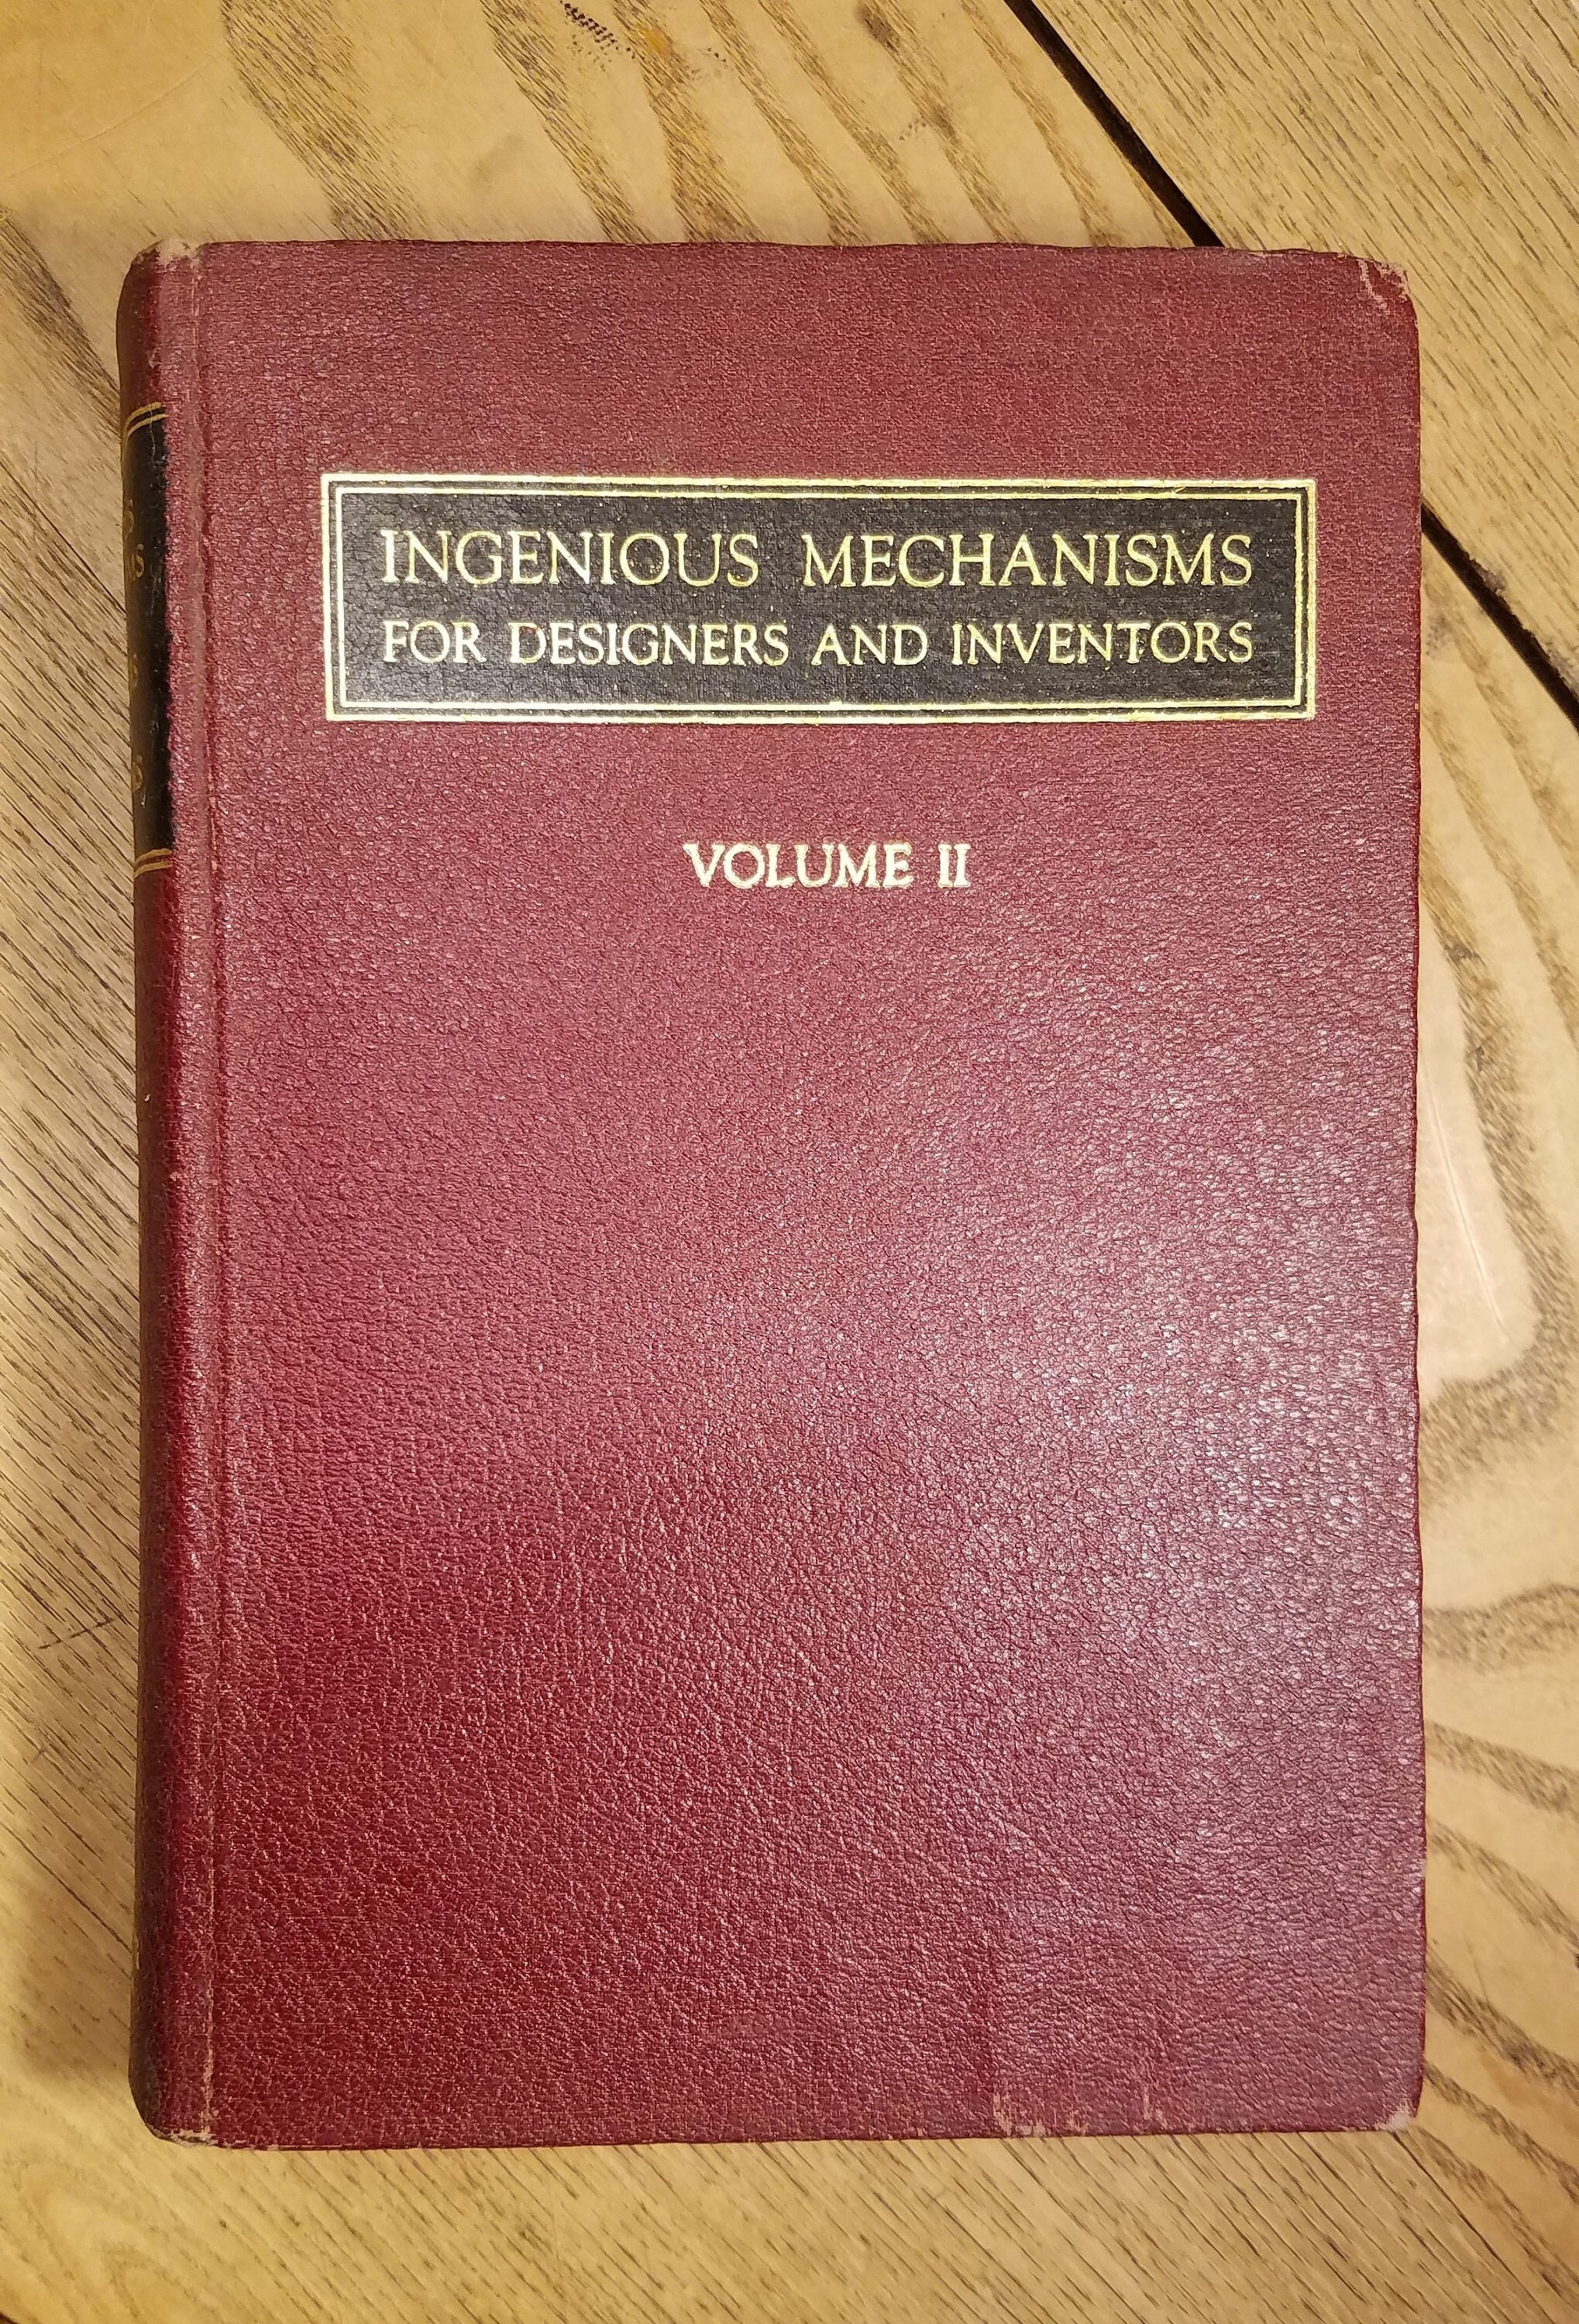 INGENIOUS MECHANISMS
FOR DESIGNERS AND INVENTORS
VOLUME II